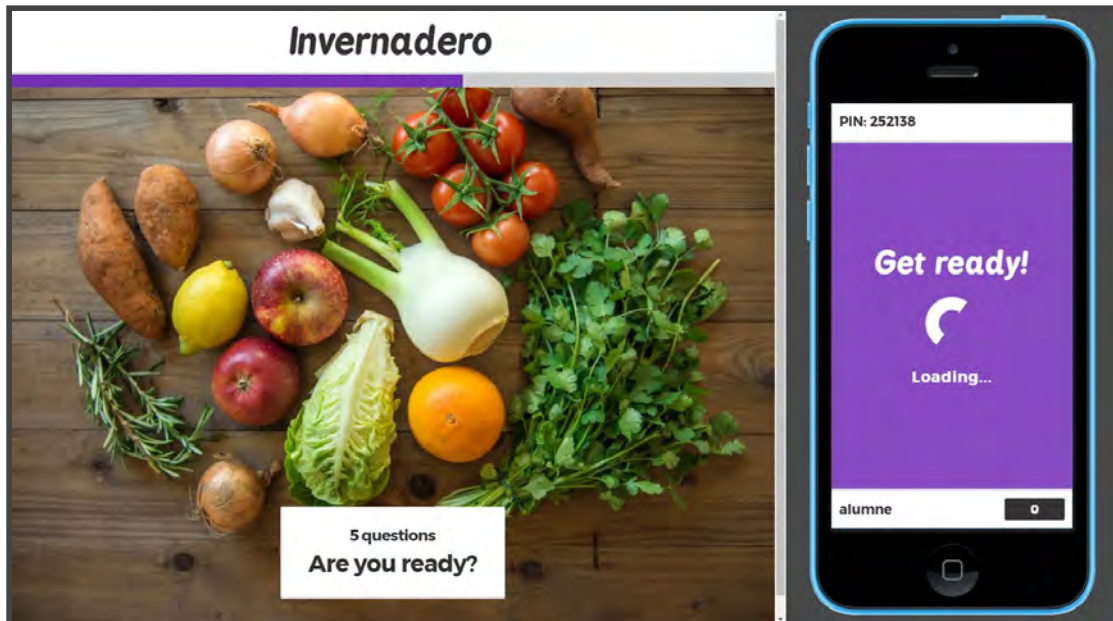 Invernadero
5 questions
Are you ready?
PIN: 252138
Get ready!
Loading...
alumne
0